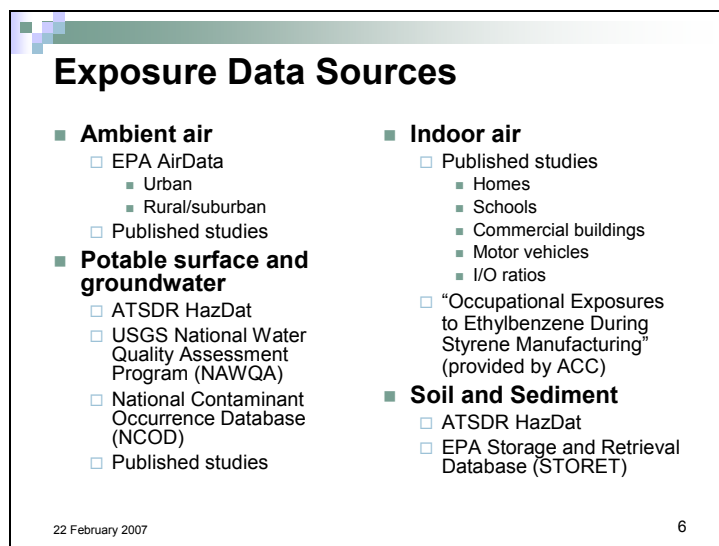 Exposure Data Sources
Ambient air
EPA AirData
Urban
Rural/suburban
Published studies
Potable surface and
groundwater
ATSDR HazDat
USGS National Water
Quality Assessment
Program (NAWQA)
National Contaminant
Occurrence Database
(NCOD)
Published studies
Indoor air
Published studies
Homes
Schools
Commercial buildings
Motor vehicles
I/O ratios
“Occupational Exposures
to Ethylbenzene During
Styrene Manufacturing”
(provided by ACC)
Soil and Sediment
ATSDR HazDat
EPA Storage and Retrieval
Database (STORET)
22 February 2007
6